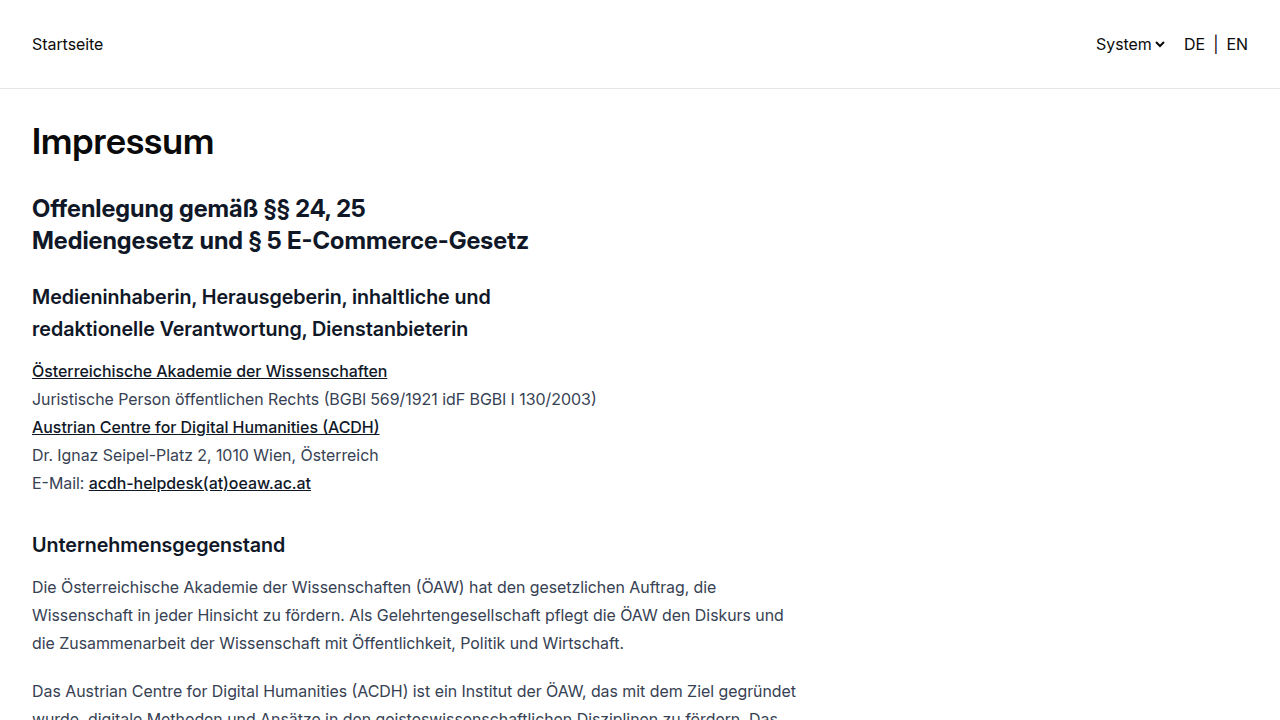 Startseite
System DE | EN
Impressum
Offenlegung gemäß §§ 24, 25
Mediengesetz und § 5 E-Commerce-Gesetz
Medieninhaberin, Herausgeberin, inhaltliche und
redaktionelle Verantwortung, Dienstanbieterin
Österreichische Akademie der Wissenschaften
Juristische Person öffentlichen Rechts (BGBl 569/1921 idF BGBl I 130/2003)
Austrian Centre for Digital Humanities (ACDH)
Dr. Ignaz Seipel-Platz 2, 1010 Wien, Österreich
E-Mail: acdh-helpdesk(at)oeaw.ac.at
Unternehmensgegenstand
Die Österreichische Akademie der Wissenschaften (ÖAW) hat den gesetzlichen Auftrag, die
Wissenschaft in jeder Hinsicht zu fördern. Als Gelehrtengesellschaft pflegt die ÖAW den Diskurs und
die Zusammenarbeit der Wissenschaft mit Öffentlichkeit, Politik und Wirtschaft.
Das Austrian Centre for Digital Humanities (ACDH) ist ein Institut der ÖAW, das mit dem Ziel gegründet
wurde, digitale Methoden und Ansätze in den geisteswissenschaftlichen Disziplinen zu fördern. Das